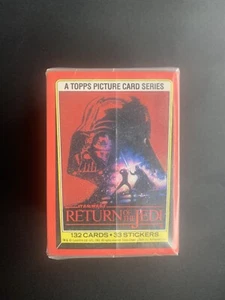 A TOPPS PICTURE CARD SERIES
STAR WARS
RETURN OF THE JEDI
132 CARDS • 33 STICKERS